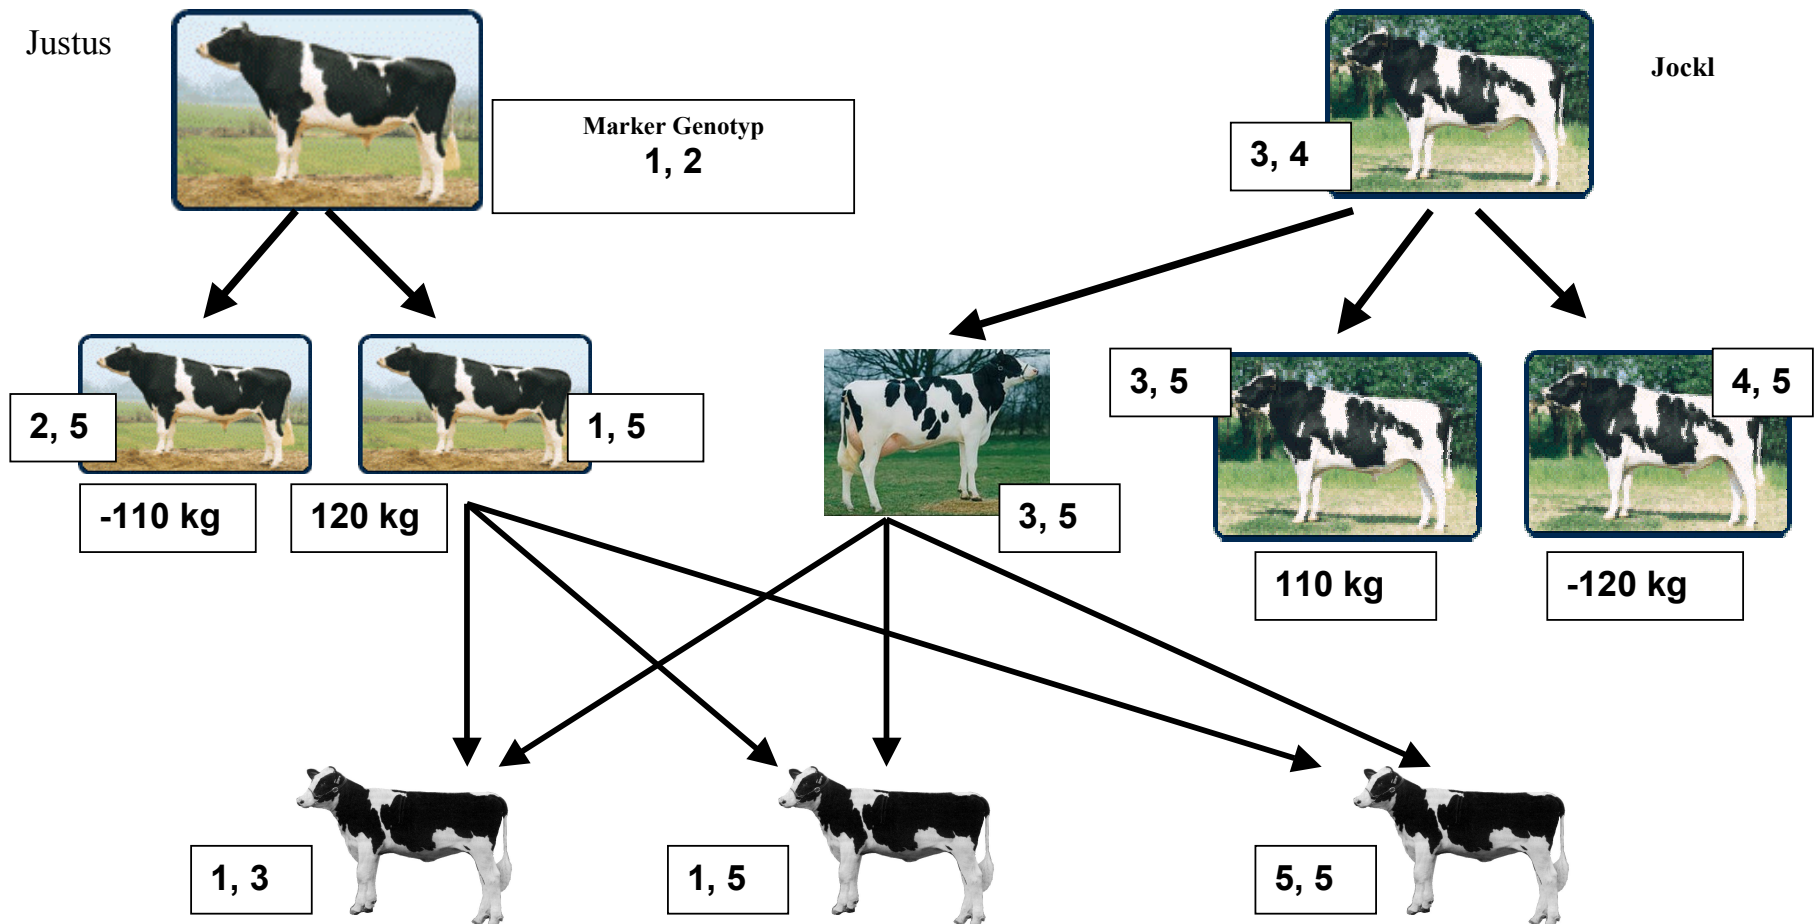 Justus
Jockl
Marker Genotyp
1, 2
3, 4
2, 5
1, 5
3, 5
3, 5
4, 5
-110 kg
120 kg
110 kg
-120 kg
1, 3
1, 5
5, 5